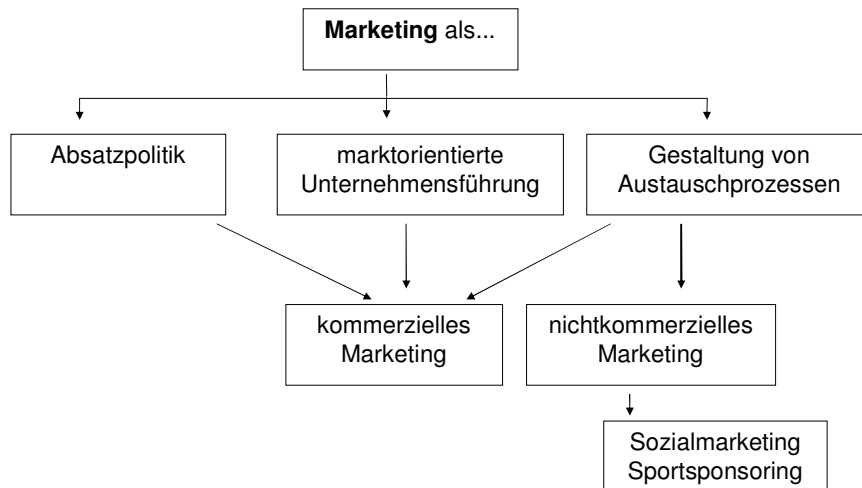 Marketing als...
Absatzpolitik
marktorientierte
Unternehmensführung
Gestaltung von
Austauschprozessen
kommerzielles
Marketing
nichtkommerzielles
Marketing
Sozialmarketing
Sportsponsoring